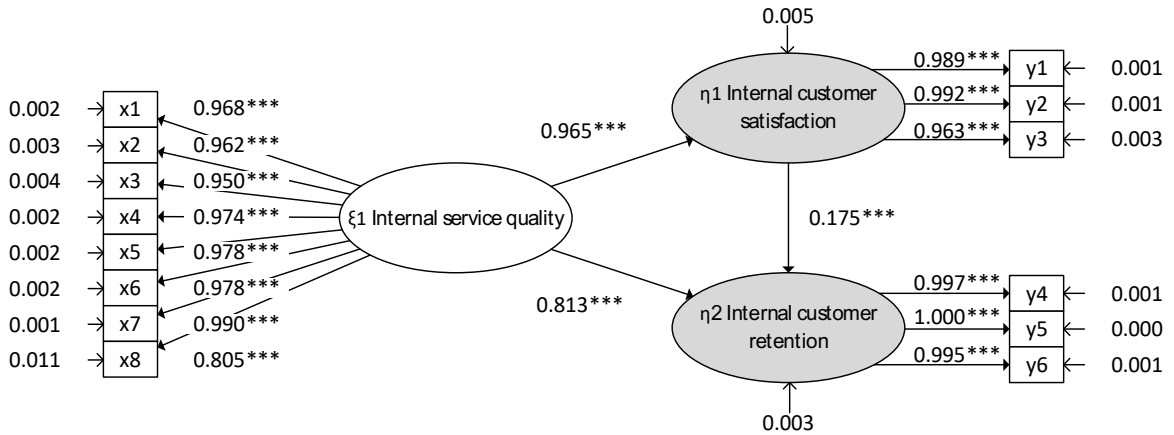 0.005
0.989*** y1 0.001
η1 Internal customer satisfaction
0.992*** y2 0.001
0.963*** y3 0.003
0.002 x1 0.968***
0.003 x2 0.962***
0.004 x3 0.950***
0.002 x4 0.974***
0.002 x5 0.978***
0.002 x6 0.978***
0.001 x7 0.990***
0.011 x8 0.805***
0.965***
ξ1 Internal service quality
0.175***
0.813***
0.997*** y4 0.001
η2 Internal customer retention
1.000*** y5 0.000
0.995*** y6 0.001
0.003